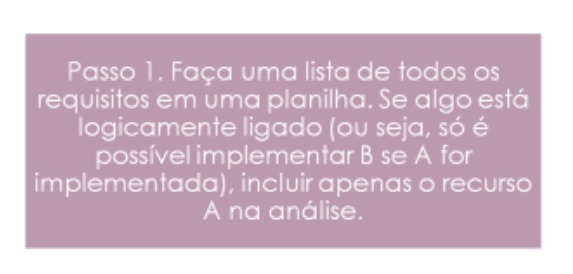 Passo 1. Faça uma lista de todos os
requisitos em uma planilha. Se algo está
logicamente ligado (ou seja, só é
possível implementar B se A for
implementada), incluir apenas o recurso
A na análise.